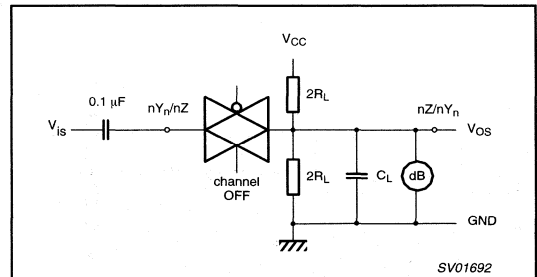 V_CC
2R_L
0.1 μF
nY_n/nZ
nZ/nY_n
V_is
V_OS
channel
OFF
2R_L
C_L
dB
GND
SV01692